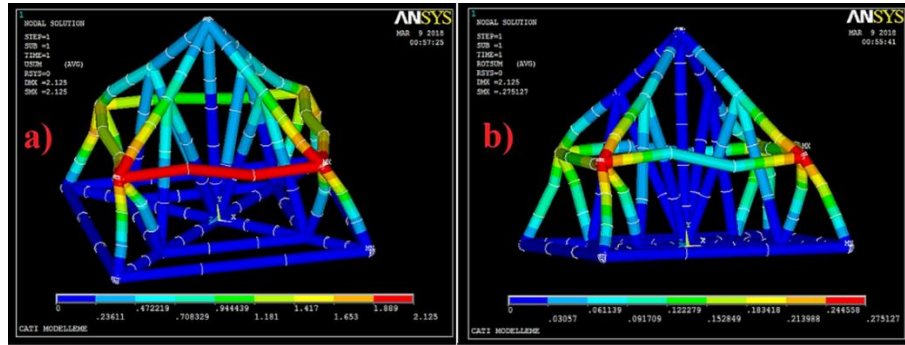 1
NODAL SOLUTION
STEP=1
SUB =1
TIME=1
USUM (AVG)
RSYS=0
DMX =2.125
SMX =2.125
ANSYS
MAR 9 2018
00:57:25
a)
MX
Y
X
0 .472219 .944439 1.417 1.889
.23611 .708329 1.181 1.653 2.125
CATI MODELLEME
1
NODAL SOLUTION
STEP=1
SUB =1
TIME=1
ROTSUM (AVG)
RSYS=0
DMX =2.125
SMX =.275127
ANSYS
MAR 9 2018
00:55:41
b)
MX
Y
X
0 .061139 .122279 .183418 .244558
.03057 .091709 .152849 .213988 .275127
CATI MODELLEME